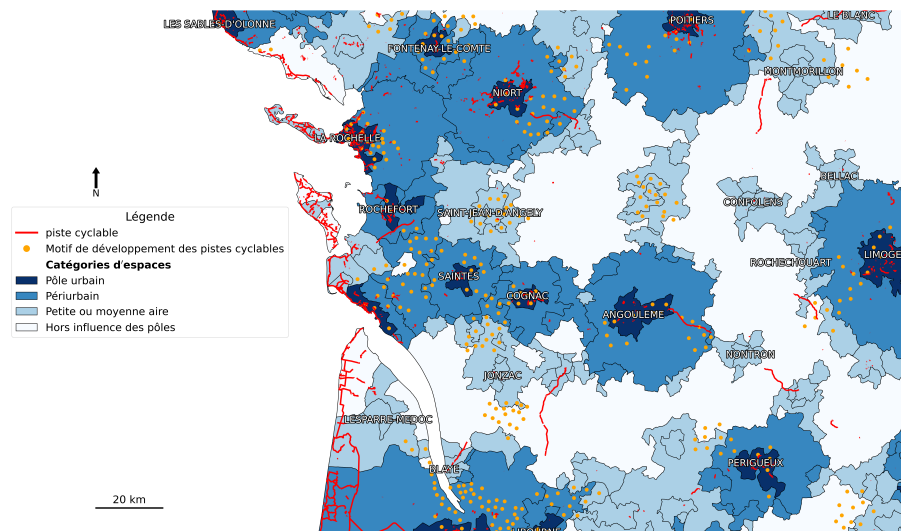 LES SABLES-D'OLONNE
POITIERS
LE BLANC
FONTENAY-LE-COMTE
MONTMORILLON
NIORT
LA ROCHELLE
BELLAC
N
CONFOLENS
ROCHEFORT
SAINT-JEAN-D'ANGELY
Légende
piste cyclable
Motif de développement des pistes cyclables
Catégories d'espaces
Pôle urbain
Périurbain
Petite ou moyenne aire
Hors influence des pôles
LIMOGE
ROCHECHOUART
SAINTES
COGNAC
ANGOULEME
NONTRON
JONZAC
LESPARRE-MEDOC
BLAYE
PERIGUEUX
20 km
LIBOURNE